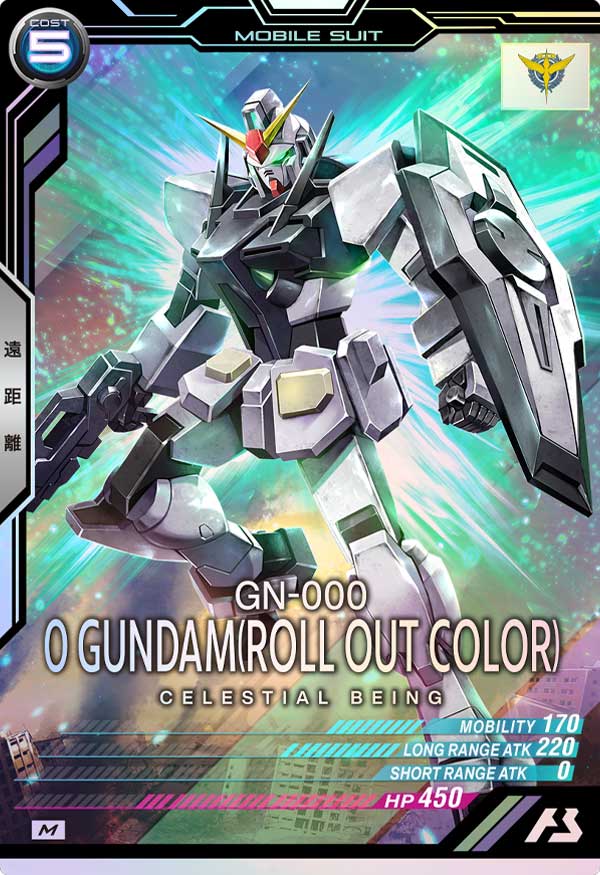 COST
5
MOBILE SUIT
遠距離
GN-000
0 GUNDAM(ROLL OUT COLOR)
CELESTIAL BEING
MOBILITY 170
LONG RANGE ATK 220
SHORT RANGE ATK 0
HP 450
M